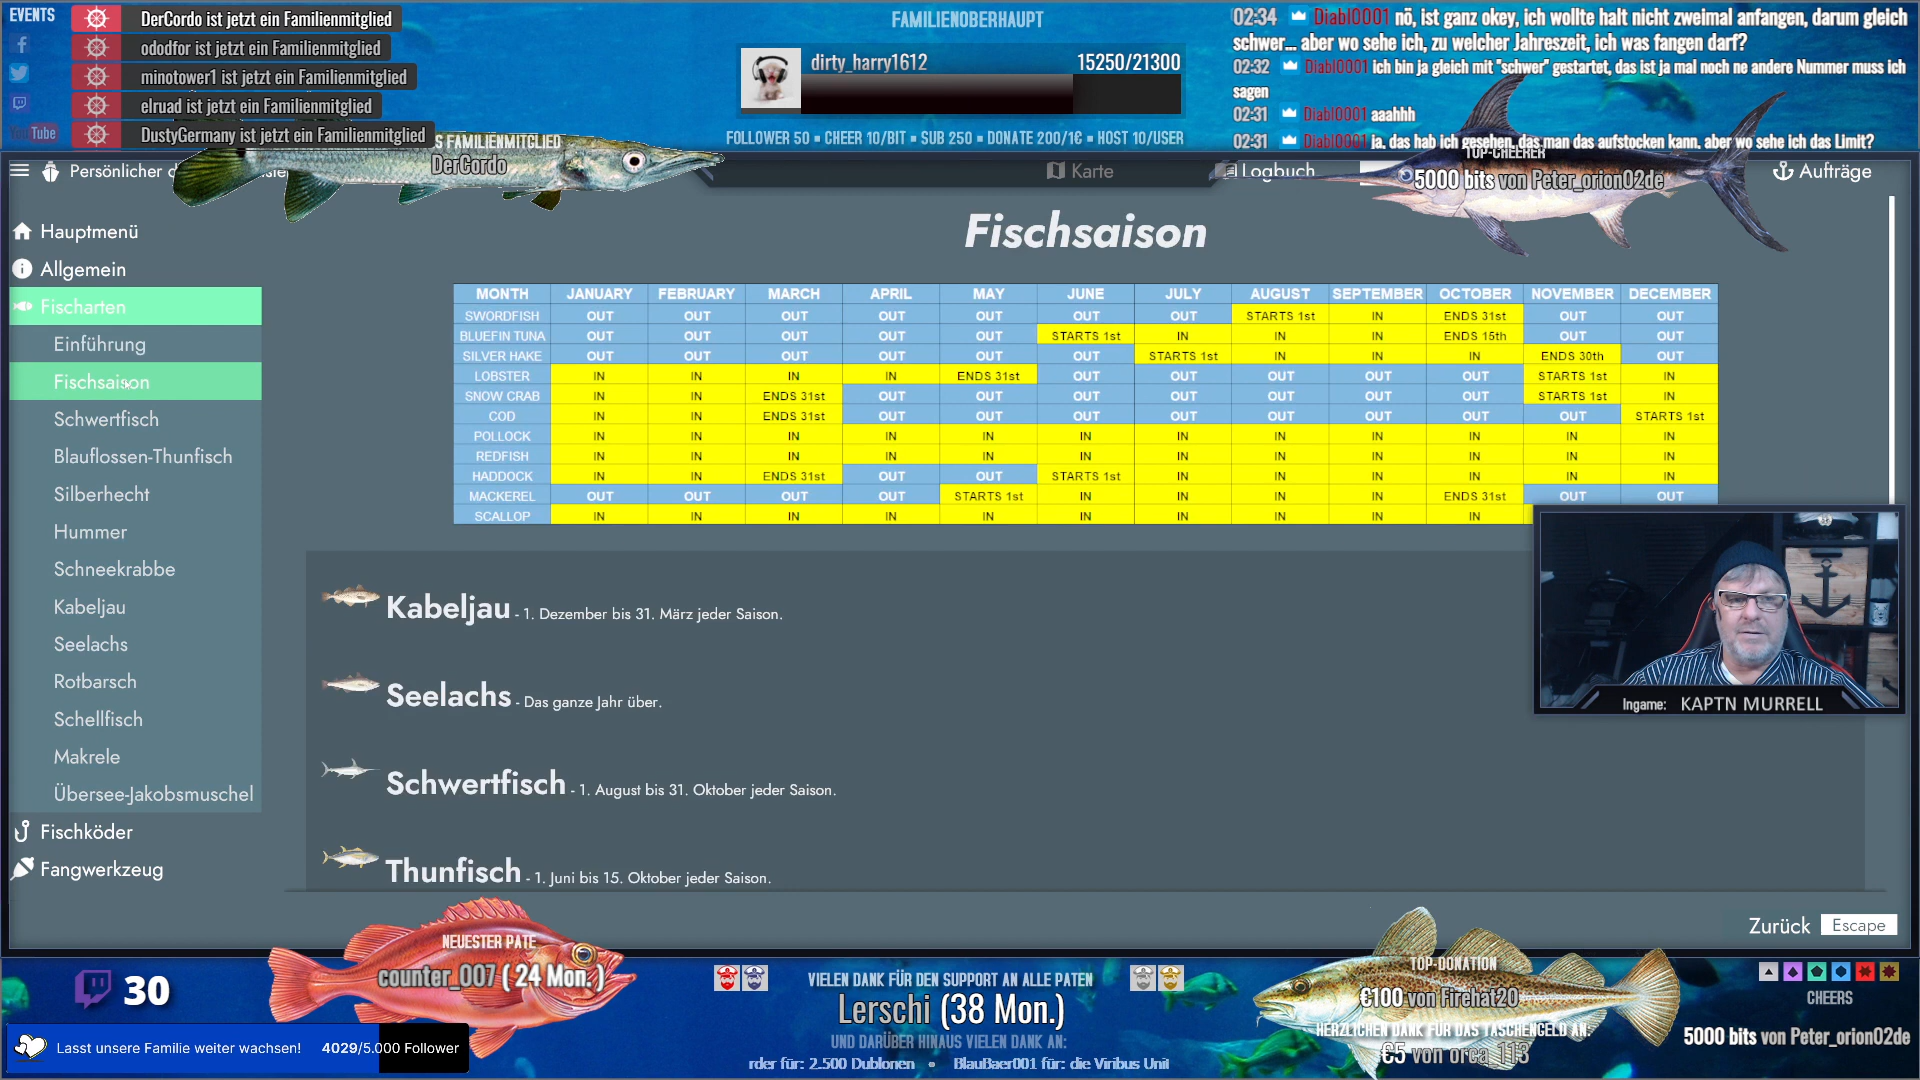 EVENTS
DerCordo ist jetzt ein Familienmitglied
ododfor ist jetzt ein Familienmitglied
minotower1 ist jetzt ein Familienmitglied
elruad ist jetzt ein Familienmitglied
YouTube
DustyGermany ist jetzt ein Familienmitglied
S FAMILIENMITGLIED
DerCordo
FAMILIENOBERHAUPT
dirty_harry1612 15250/21300
FOLLOWER 50 ▪ CHEER 10/BIT ▪ SUB 250 ▪ DONATE 200/1€ ▪ HOST 10/USER
02:34 Diabl0001 nö, ist ganz okey, ich wollte halt nicht zweimal anfangen, darum gleich
schwer... aber wo sehe ich, zu welcher Jahreszeit, ich was fangen darf?
02:32 Diabl0001 ich bin ja gleich mit "schwer" gestartet, das ist ja mal noch ne andere Nummer muss ich
sagen
02:31 Diabl0001 aaahhh
02:31 Diabl0001 ja, das hab ich gesehen, das man das aufstocken kann, aber wo sehe ich das Limit?
TOP-CHEERER
5000 bits von Peter_orion02de
Persönlicher
Karte
Logbuch
Aufträge
Hauptmenü
Allgemein
Fischarten
Einführung
Fischsaison
Schwertfisch
Blauflossen-Thunfisch
Silberhecht
Hummer
Schneekrabbe
Kabeljau
Seelachs
Rotbarsch
Schellfisch
Makrele
Übersee-Jakobsmuschel
Fischköder
Fangwerkzeug
Fischsaison
MONTH JANUARY FEBRUARY MARCH APRIL MAY JUNE JULY AUGUST SEPTEMBER OCTOBER NOVEMBER DECEMBER
SWORDFISH OUT OUT OUT OUT OUT OUT OUT STARTS 1st IN ENDS 31st OUT OUT
BLUEFIN TUNA OUT OUT OUT OUT OUT STARTS 1st IN IN IN ENDS 15th OUT OUT
SILVER HAKE OUT OUT OUT OUT OUT OUT STARTS 1st IN IN IN ENDS 30th OUT
LOBSTER IN IN IN IN ENDS 31st OUT OUT OUT OUT OUT STARTS 1st IN
SNOW CRAB IN IN ENDS 31st OUT OUT OUT OUT OUT OUT OUT STARTS 1st IN
COD IN IN ENDS 31st OUT OUT OUT OUT OUT OUT OUT OUT STARTS 1st
POLLOCK IN IN IN IN IN IN IN IN IN IN IN IN
REDFISH IN IN IN IN IN IN IN IN IN IN IN IN
HADDOCK IN IN ENDS 31st OUT OUT STARTS 1st IN IN IN IN IN IN
MACKEREL OUT OUT OUT OUT STARTS 1st IN IN IN IN ENDS 31st OUT OUT
SCALLOP IN IN IN IN IN IN IN IN IN IN
Kabeljau - 1. Dezember bis 31. März jeder Saison.
Seelachs - Das ganze Jahr über.
Schwertfisch - 1. August bis 31. Oktober jeder Saison.
Thunfisch - 1. Juni bis 15. Oktober jeder Saison.
Ingame: KAPTN MURRELL
Zurück Escape
30
Lasst unsere Familie weiter wachsen! 4029/5.000 Follower
NEUESTER PATE
counter_007 ( 24 Mon. )
VIELEN DANK FÜR DEN SUPPORT AN ALLE PATEN
Lerschi (38 Mon.)
UND DARÜBER HINAUS VIELEN DANK AN:
rder für: 2.500 Dublonen • BlauBaer001 für: die Viribus Unit
TOP-DONATION
€100 von Firehat20
HERZLICHEN DANK FÜR DAS TASCHENGELD AN:
€5 von orca_113
CHEERS
5000 bits von Peter_orion02de